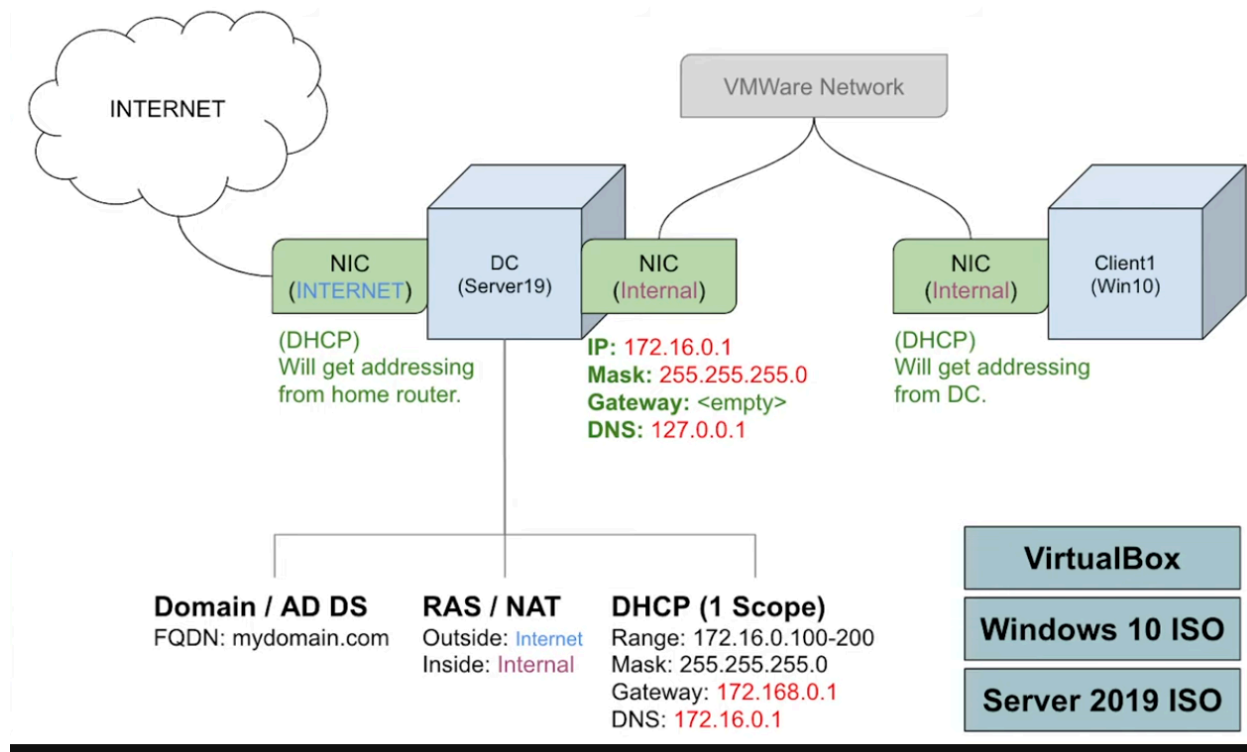 INTERNET
VMWare Network
NIC
(INTERNET)
DC
(Server19)
NIC
(Internal)
NIC
(Internal)
Client1
(Win10)
(DHCP)
Will get addressing
from home router.
IP: 172.16.0.1
Mask: 255.255.255.0
Gateway: <empty>
DNS: 127.0.0.1
(DHCP)
Will get addressing
from DC.
Domain / AD DS
FQDN: mydomain.com
RAS / NAT
Outside: Internet
Inside: Internal
DHCP (1 Scope)
Range: 172.16.0.100-200
Mask: 255.255.255.0
Gateway: 172.168.0.1
DNS: 172.16.0.1
VirtualBox
Windows 10 ISO
Server 2019 ISO